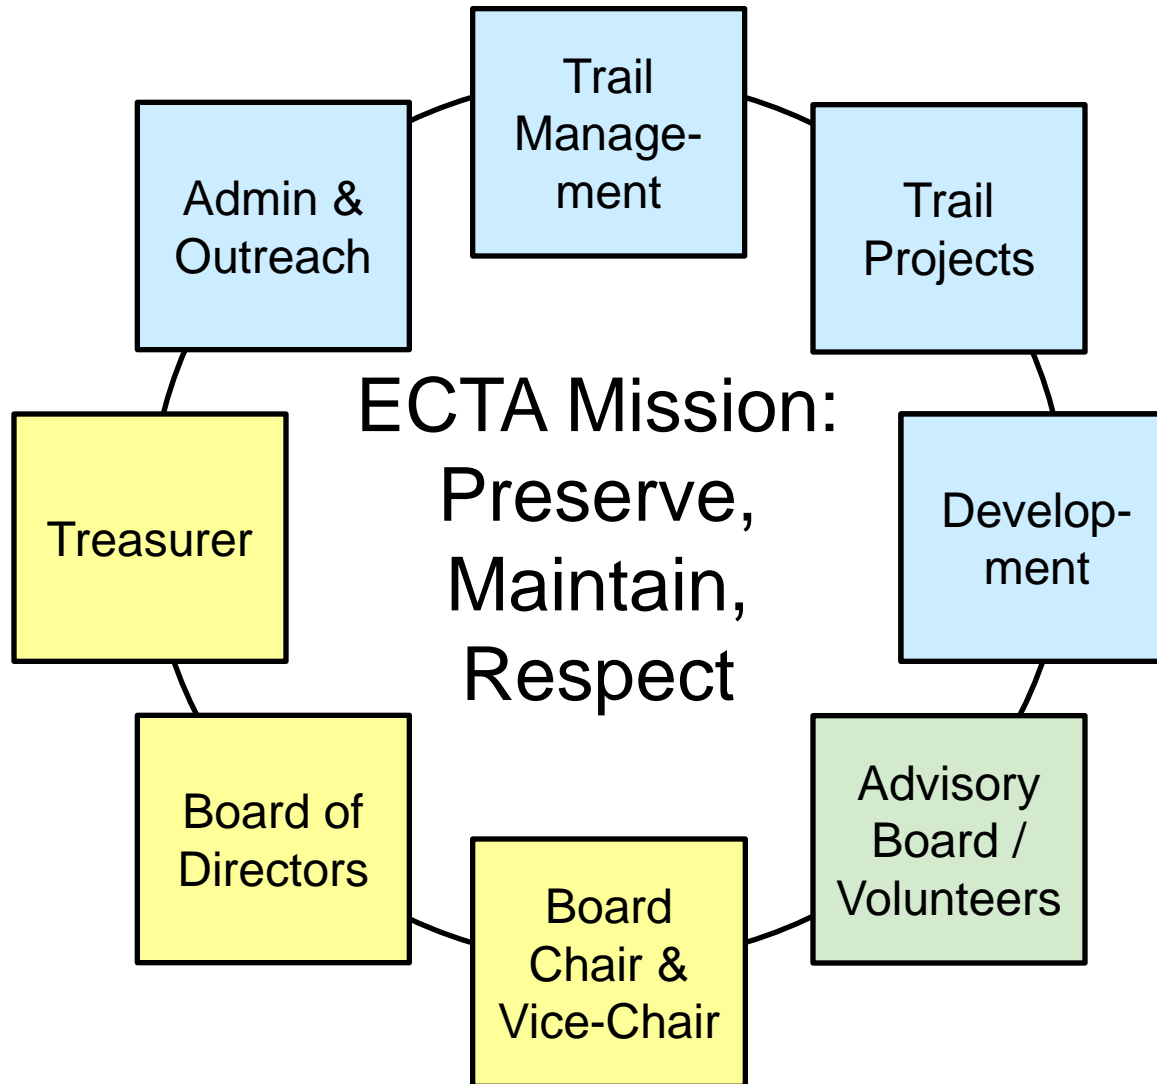 Trail
Manage-
ment
Admin &
Outreach
Trail
Projects
ECTA Mission:
Preserve,
Maintain,
Respect
Treasurer
Develop-
ment
Board of
Directors
Advisory
Board /
Volunteers
Board
Chair &
Vice-Chair